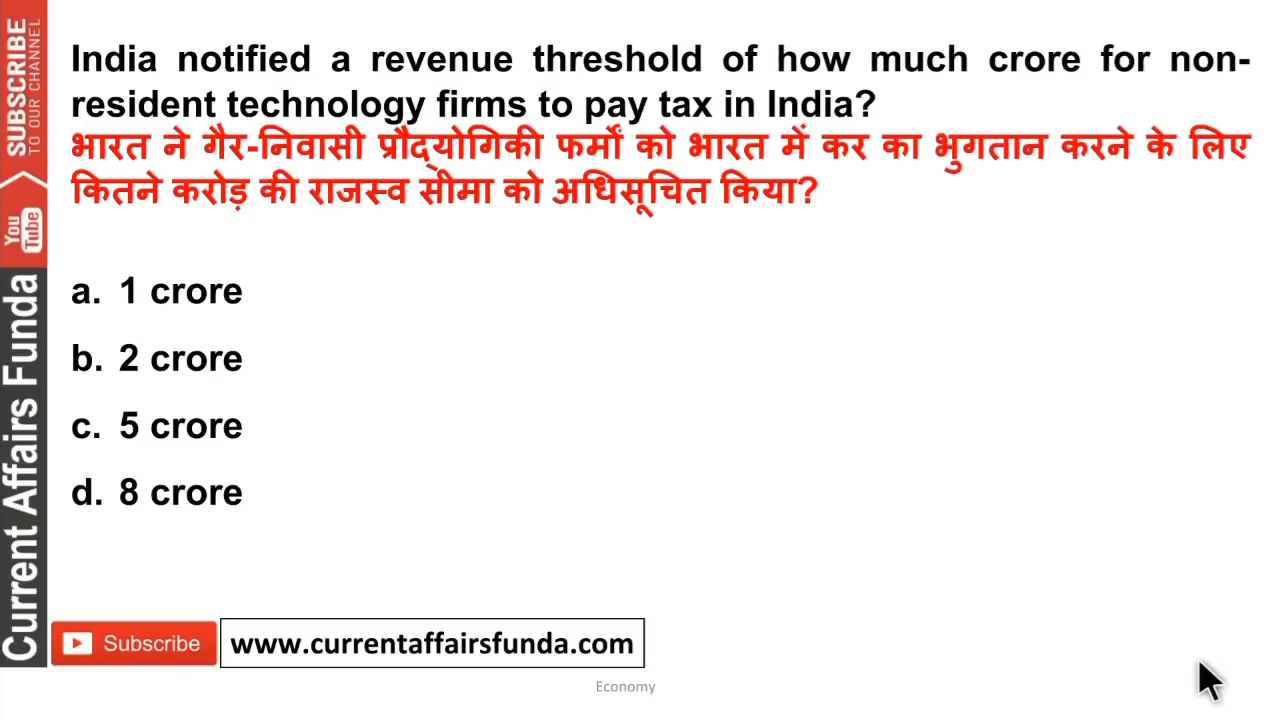 India notified a revenue threshold of how much crore for non-
resident technology firms to pay tax in India?
भारत ने गैर-निवासी प्रौद्योगिकी फर्मों को भारत में कर का भुगतान करने के लिए
कितने करोड़ की राजस्व सीमा को अधिसूचित किया?
a. 1 crore
b. 2 crore
c. 5 crore
d. 8 crore
SUBSCRIBE
TO OUR CHANNEL
You Tube
Current Affairs Funda
Subscribe
www.currentaffairsfunda.com
Economy